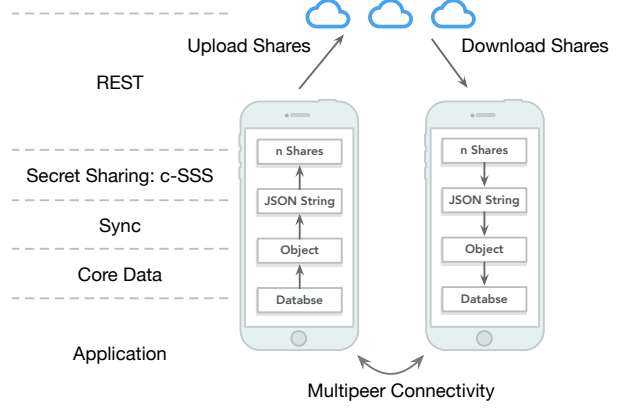 Upload Shares
Download Shares
REST
n Shares
n Shares
Secret Sharing: c-SSS
JSON String
JSON String
Sync
Object
Object
Core Data
Databse
Databse
Application
Multipeer Connectivity